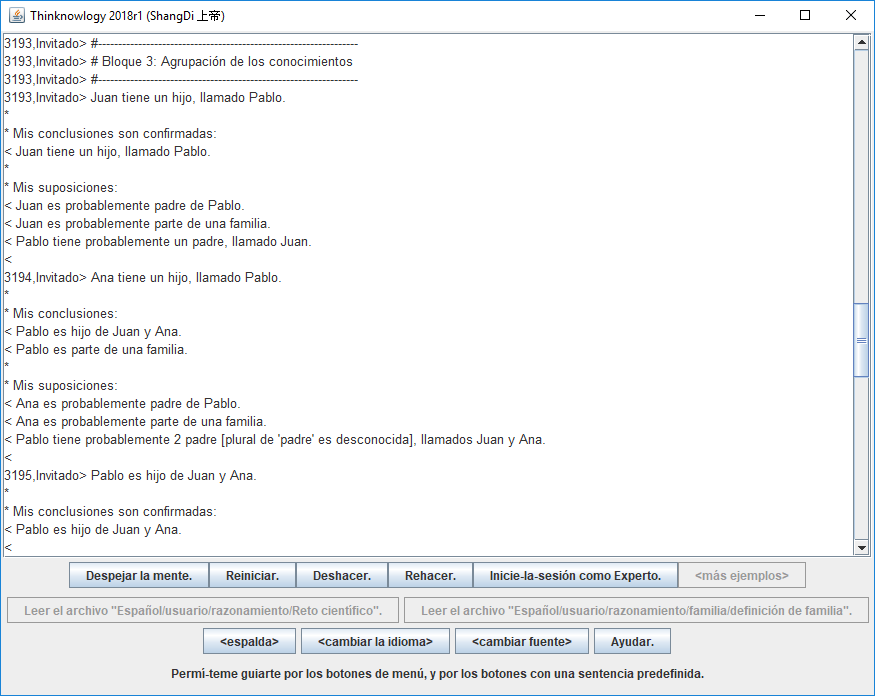 Thinknowlogy 2018r1 (ShangDi 上帝)
3193,Invitado> #-----------------------------------------------------------------
3193,Invitado> # Bloque 3: Agrupación de los conocimientos
3193,Invitado> #-----------------------------------------------------------------
3193,Invitado> Juan tiene un hijo, llamado Pablo.
*
* Mis conclusiones son confirmadas:
< Juan tiene un hijo, llamado Pablo.
*
* Mis suposiciones:
< Juan es probablemente padre de Pablo.
< Juan es probablemente parte de una familia.
< Pablo tiene probablemente un padre, llamado Juan.
<
3194,Invitado> Ana tiene un hijo, llamado Pablo.
*
* Mis conclusiones:
< Pablo es hijo de Juan y Ana.
< Pablo es parte de una familia.
*
* Mis suposiciones:
< Ana es probablemente padre de Pablo.
< Ana es probablemente parte de una familia.
< Pablo tiene probablemente 2 padre [plural de 'padre' es desconocida], llamados Juan y Ana.
<
3195,Invitado> Pablo es hijo de Juan y Ana.
*
* Mis conclusiones son confirmadas:
< Pablo es hijo de Juan y Ana.
<
Despejar la mente. Reiniciar. Deshacer. Rehacer. Inicie-la-sesión como Experto. <más ejemplos>
Leer el archivo "Español/usuario/razonamiento/Reto científico". Leer el archivo "Español/usuario/razonamiento/familia/definición de familia".
<espalda> <cambiar la idioma> <cambiar fuente> Ayudar.
Permí-teme guiarte por los botones de menú, y por los botones con una sentencia predefinida.